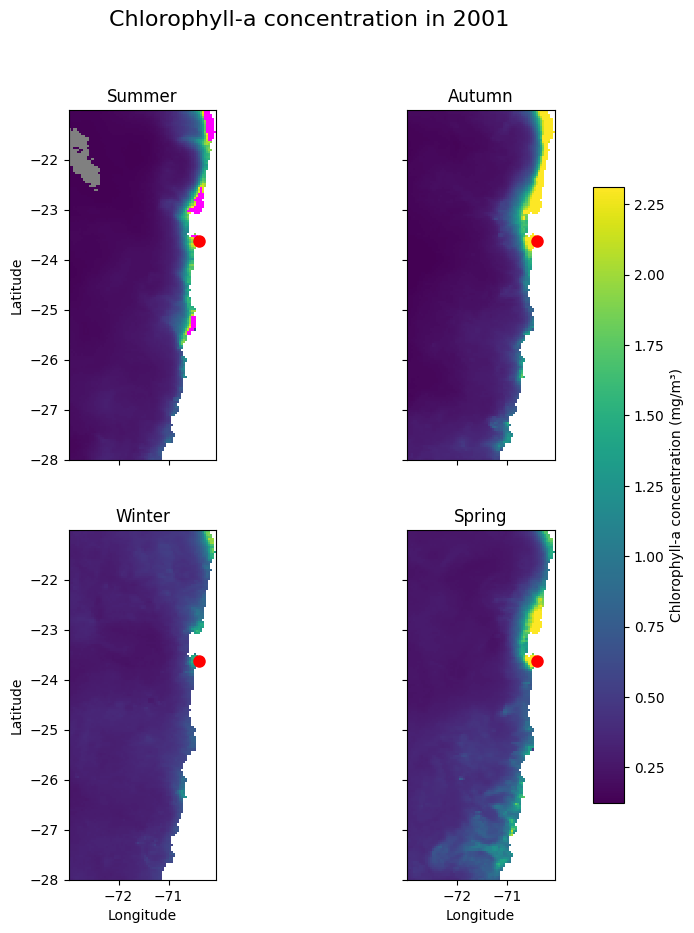 Chlorophyll-a concentration in 2001
Summer
Autumn
−22
−23
−24
−25
−26
−27
−28
Latitude
2.25
2.00
1.75
1.50
1.25
1.00
0.75
0.50
0.25
Chlorophyll-a concentration (mg/m³)
Winter
Spring
−22
−23
−24
−25
−26
−27
−28
Latitude
−72
−71
Longitude
−72
−71
Longitude